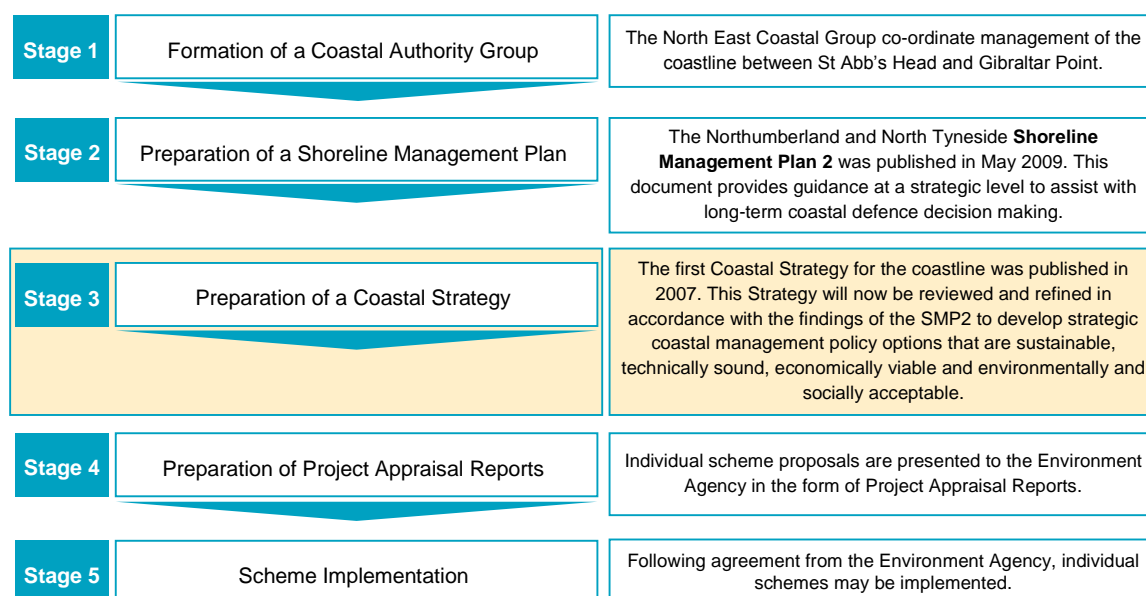 Stage 1
Formation of a Coastal Authority Group
The North East Coastal Group co-ordinate management of the
coastline between St Abb's Head and Gibraltar Point.
Stage 2
Preparation of a Shoreline Management Plan
The Northumberland and North Tyneside Shoreline
Management Plan 2 was published in May 2009. This
document provides guidance at a strategic level to assist with
long-term coastal defence decision making.
Stage 3
Preparation of a Coastal Strategy
The first Coastal Strategy for the coastline was published in
2007. This Strategy will now be reviewed and refined in
accordance with the findings of the SMP2 to develop strategic
coastal management policy options that are sustainable,
technically sound, economically viable and environmentally and
socially acceptable.
Stage 4
Preparation of Project Appraisal Reports
Individual scheme proposals are presented to the Environment
Agency in the form of Project Appraisal Reports.
Stage 5
Scheme Implementation
Following agreement from the Environment Agency, individual
schemes may be implemented.